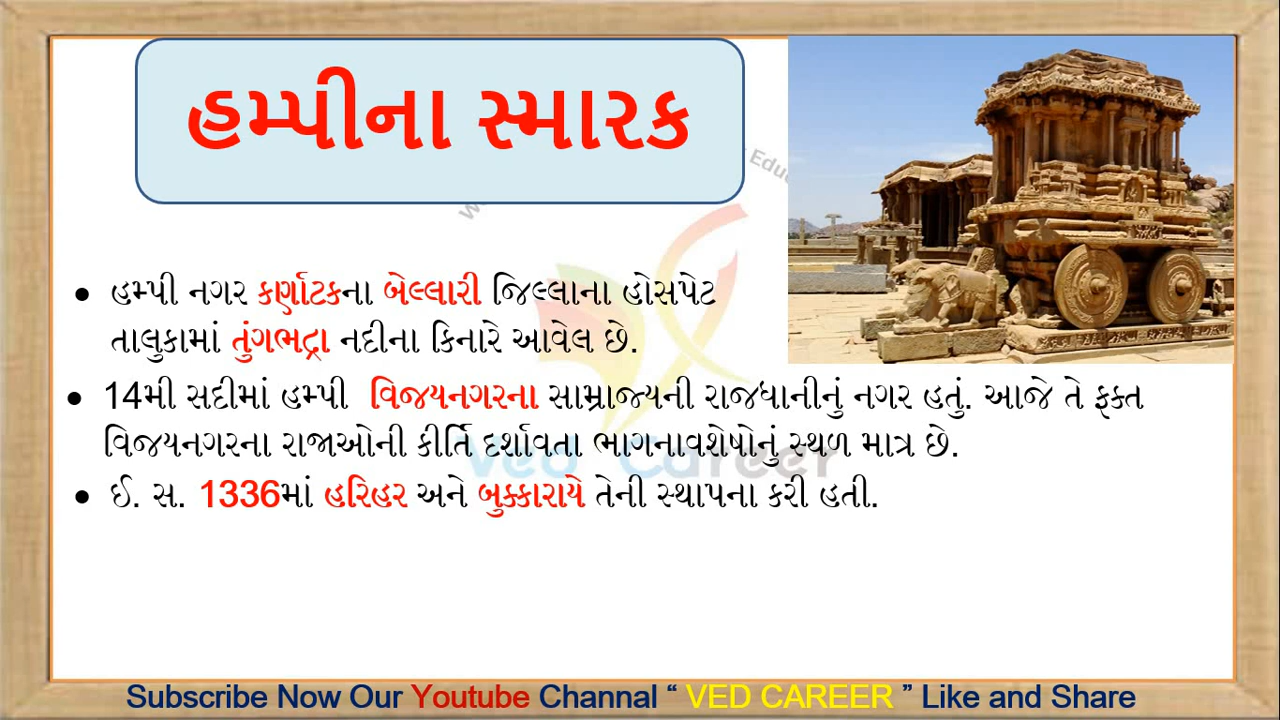 હમ્પીના સ્મારક
• હમ્પી નગર કર્ણાટકના બેલ્લારી જિલ્લાના હોસપેટ
તાલુકામાં તુંગભદ્રા નદીના કિનારે આવેલ છે.
• 14મી સદીમાં હમ્પી વિજયનગરના સામ્રાજ્યની રાજધાનીનું નગર હતું. આજે તે ફક્ત
વિજયનગરના રાજાઓની કીર્તિ દર્શાવતા ભાગનાવશેષોનું સ્થળ માત્ર છે.
• ઈ. સ. 1336માં હરિહર અને બુક્કારાયે તેની સ્થાપના કરી હતી.
Ved Career
Subscribe Now Our Youtube Channal “ VED CAREER ” Like and Share